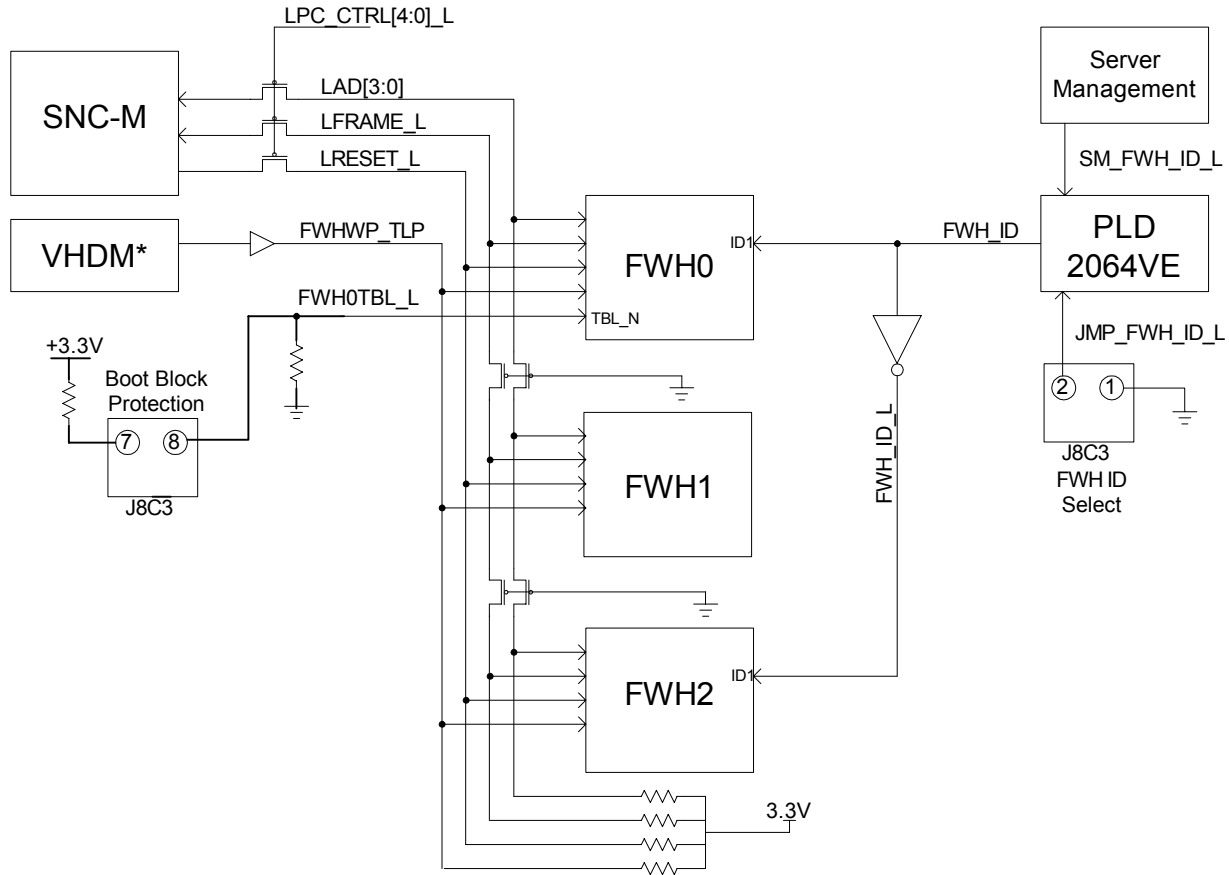 LPC_CTRL[4:0]_L
SNC-M
LAD[3:0]
LFRAME_L
LRESET_L
Server
Management
SM_FWH_ID_L
VHDM*
FWHWP_TLP
FWH0
ID1
TBL_N
FWH_ID
PLD
2064VE
FWH0TBL_L
JMP_FWH_ID_L
+3.3V
Boot Block
Protection
7
8
J8C3
2
1
J8C3
FWH ID
Select
FWH_ID_L
FWH1
FWH2
ID1
3.3V